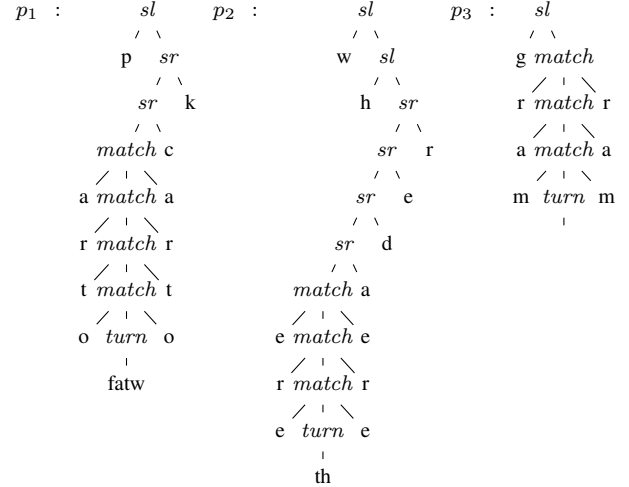 p1 : sl p2 : sl p3 : sl
p sr w sl g match
sr k h sr r match r
match c sr r a match a
a match a sr e m turn m
r match r sr d
t match t match a
o turn o e match e
fatw r match r
e turn e
th